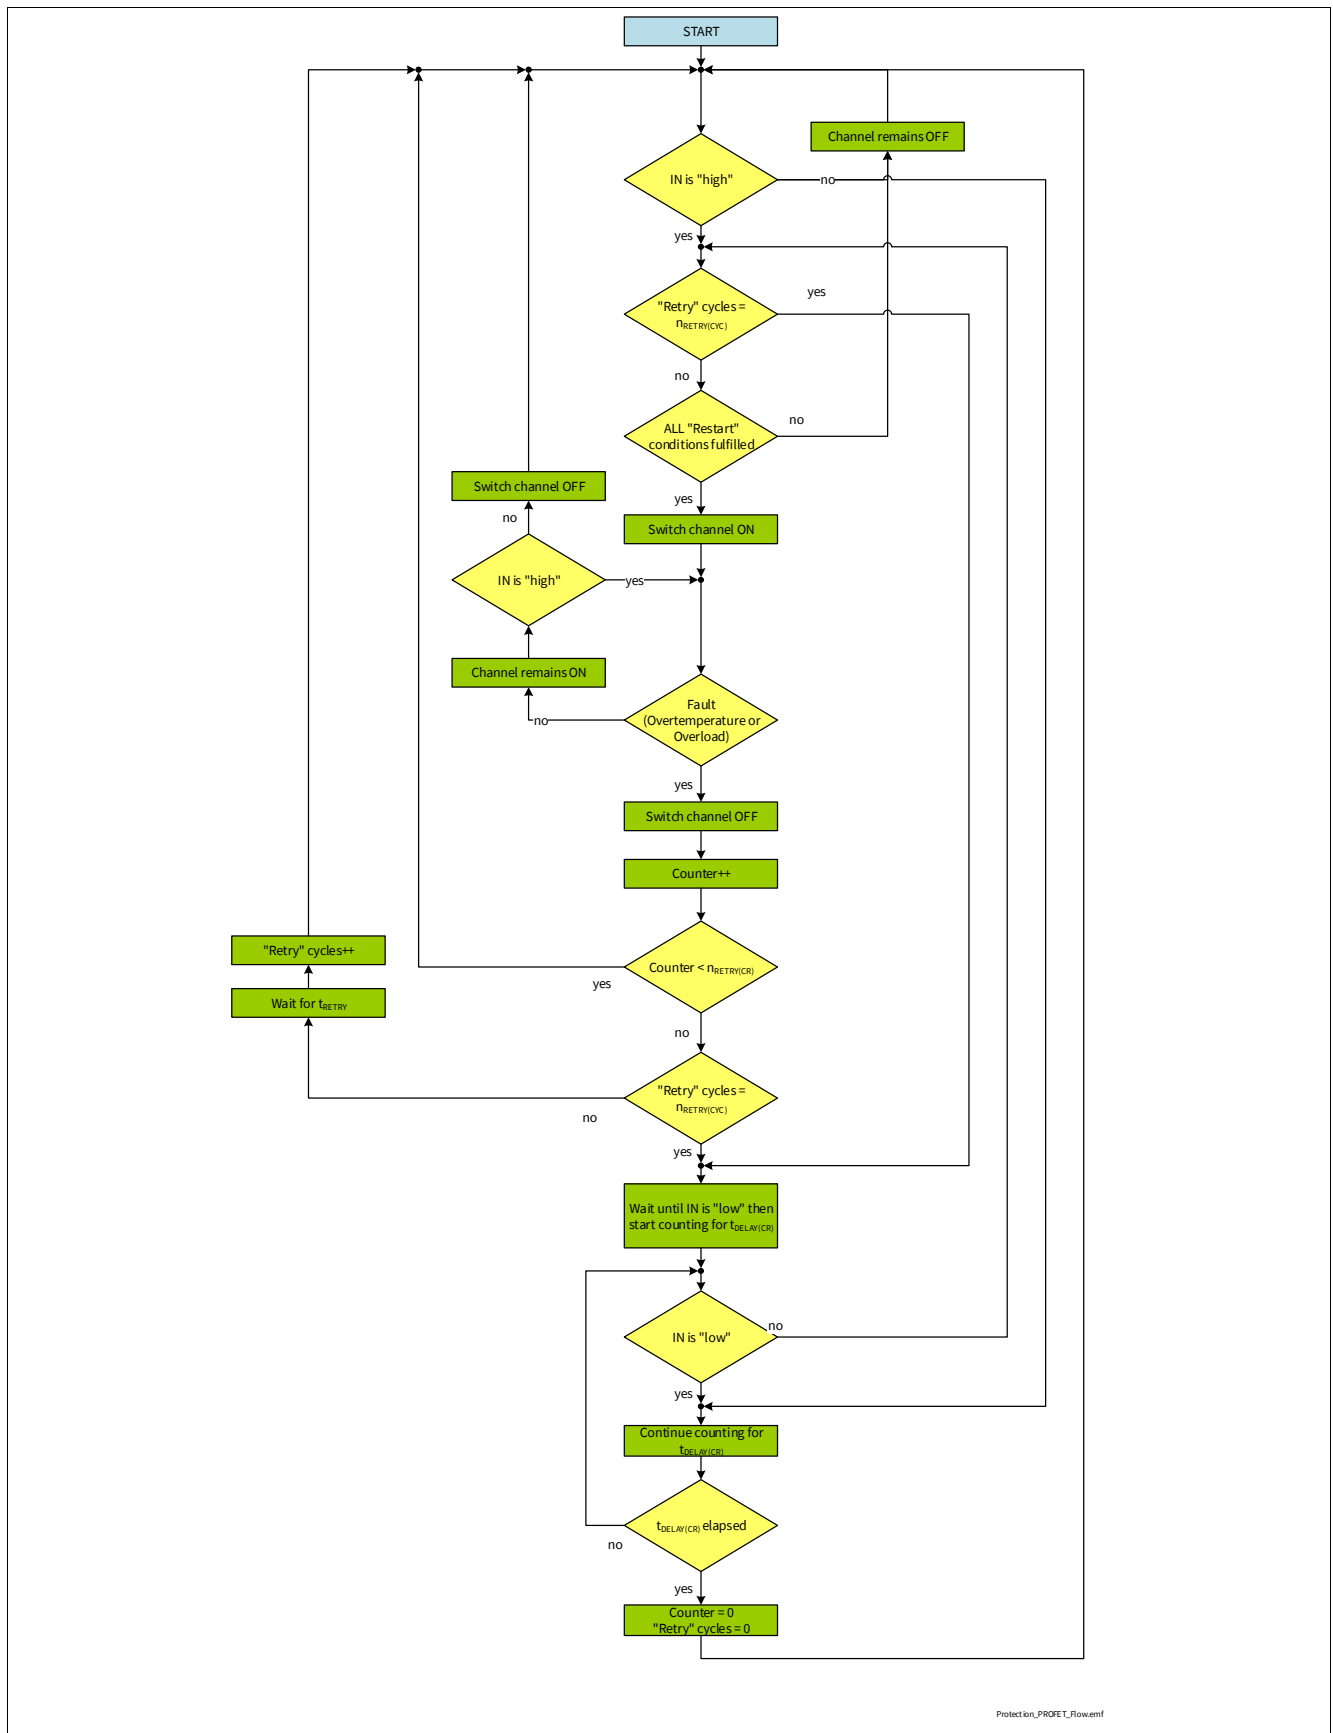 START
Channel remains OFF
IN is "high"
no
yes
"Retry" cycles =
nRETRY(CYC)
yes
no
ALL "Restart"
conditions fulfilled
no
yes
Switch channel OFF
no
Switch channel ON
IN is "high"
yes
Channel remains ON
Fault
(Overtemperature or
Overload)
no
yes
Switch channel OFF
Counter++
"Retry" cycles++
Counter < nRETRY(CR)
yes
Wait for tRETRY
no
"Retry" cycles =
nRETRY(CYC)
no
yes
Wait until IN is "low" then
start counting for tDELAY(CR)
IN is "low"
no
yes
Continue counting for
tDELAY(CR)
tDELAY(CR) elapsed
no
yes
Counter = 0
"Retry" cycles = 0
Protection_PROFET_Flow.emf